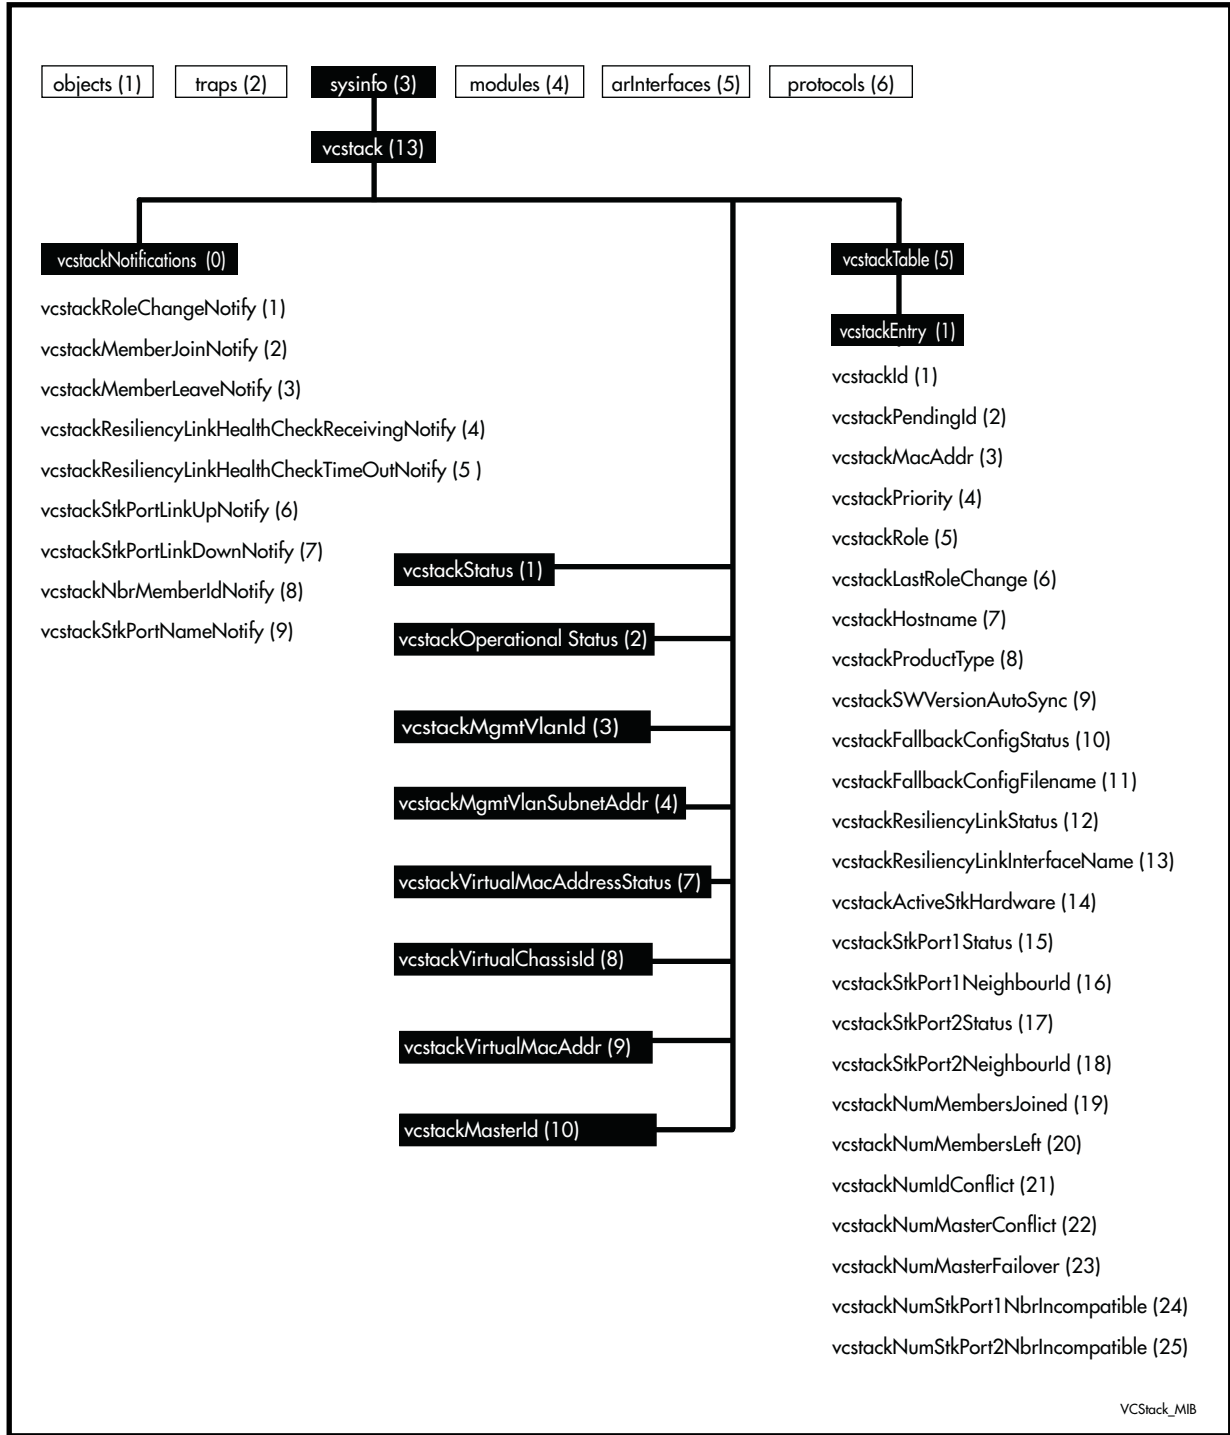 objects (1)
traps (2)
sysinfo (3)
modules (4)
arInterfaces (5)
protocols (6)
vcstack (13)
vcstackNotifications (0)
vcstackRoleChangeNotify (1)
vcstackMemberJoinNotify (2)
vcstackMemberLeaveNotify (3)
vcstackResiliencyLinkHealthCheckReceivingNotify (4)
vcstackResiliencyLinkHealthCheckTimeOutNotify (5 )
vcstackStkPortLinkUpNotify (6)
vcstackStkPortLinkDownNotify (7)
vcstackNbrMemberIdNotify (8)
vcstackStkPortNameNotify (9)
vcstackStatus (1)
vcstackOperational Status (2)
vcstackMgmtVlanId (3)
vcstackMgmtVlanSubnetAddr (4)
vcstackVirtualMacAddressStatus (7)
vcstackVirtualChassisId (8)
vcstackVirtualMacAddr (9)
vcstackMasterId (10)
vcstackTable (5)
vcstackEntry (1)
vcstackId (1)
vcstackPendingId (2)
vcstackMacAddr (3)
vcstackPriority (4)
vcstackRole (5)
vcstackLastRoleChange (6)
vcstackHostname (7)
vcstackProductType (8)
vcstackSWVersionAutoSync (9)
vcstackFallbackConfigStatus (10)
vcstackFallbackConfigFilename (11)
vcstackResiliencyLinkStatus (12)
vcstackResiliencyLinkInterfaceName (13)
vcstackActiveStkHardware (14)
vcstackStkPort1Status (15)
vcstackStkPort1NeighbourId (16)
vcstackStkPort2Status (17)
vcstackStkPort2NeighbourId (18)
vcstackNumMembersJoined (19)
vcstackNumMembersLeft (20)
vcstackNumIdConflict (21)
vcstackNumMasterConflict (22)
vcstackNumMasterFailover (23)
vcstackNumStkPort1NbrIncompatible (24)
vcstackNumStkPort2NbrIncompatible (25)
VCStack_MIB